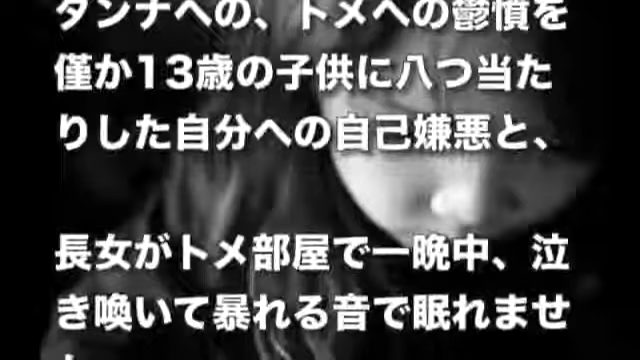 ダンナへの、トメへの鬱憤を
僅か13歳の子供に八つ当た
りした自分への自己嫌悪と、
長女がトメ部屋で一晩中、泣
き喚いて暴れる音で眠れませ